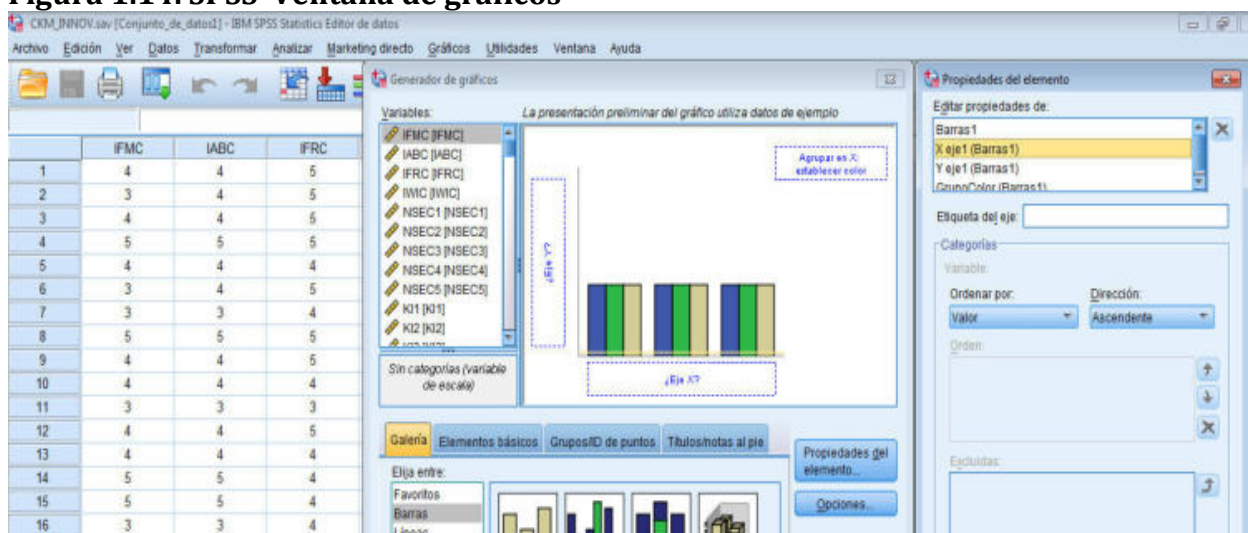 Figura 1.14. SPSS-Ventana de gráficos
CKM_INNOV.sav [Conjunto_de_datos1] - IBM SPSS Statistics Editor de datos
Archivo Edición Ver Datos Transformar Analizar Marketing directo Gráficos Utilidades Ventana Ayuda
IFMC IABC IFRC
1 4 4 5
2 3 4 5
3 4 4 5
4 5 5 5
5 4 4 4
6 3 4 5
7 3 3 4
8 5 5 5
9 4 4 5
10 4 4 4
11 3 3 3
12 4 4 5
13 4 4 4
14 5 5 4
15 5 5 4
16 3 3 4
Generador de gráficos
Variables:
La presentación preliminar del gráfico utiliza datos de ejemplo
IFMC [IFMC]
IABC [IABC]
IFRC [IFRC]
IWIC [IWIC]
NSEC1 [NSEC1]
NSEC2 [NSEC2]
NSEC3 [NSEC3]
NSEC4 [NSEC4]
NSEC5 [NSEC5]
KI1 [KI1]
KI2 [KI2]
Sin categorías (variable
de escala)
Agrupar en X:
establecer color
¿Eje Y?
¿Eje X?
Galería Elementos básicos Grupos/ID de puntos Títulos/notas al pie
Elija entre:
Favoritos
Barras
Líneas
Propiedades del
elemento...
Opciones...
Propiedades del elemento
Editar propiedades de:
Barras1
X eje1 (Barras1)
Y eje1 (Barras1)
GrupoColor (Barras1)
Etiqueta del eje:
Categorías
Variable:
Ordenar por: Dirección:
Valor Ascendente
Orden:
Excluidas: